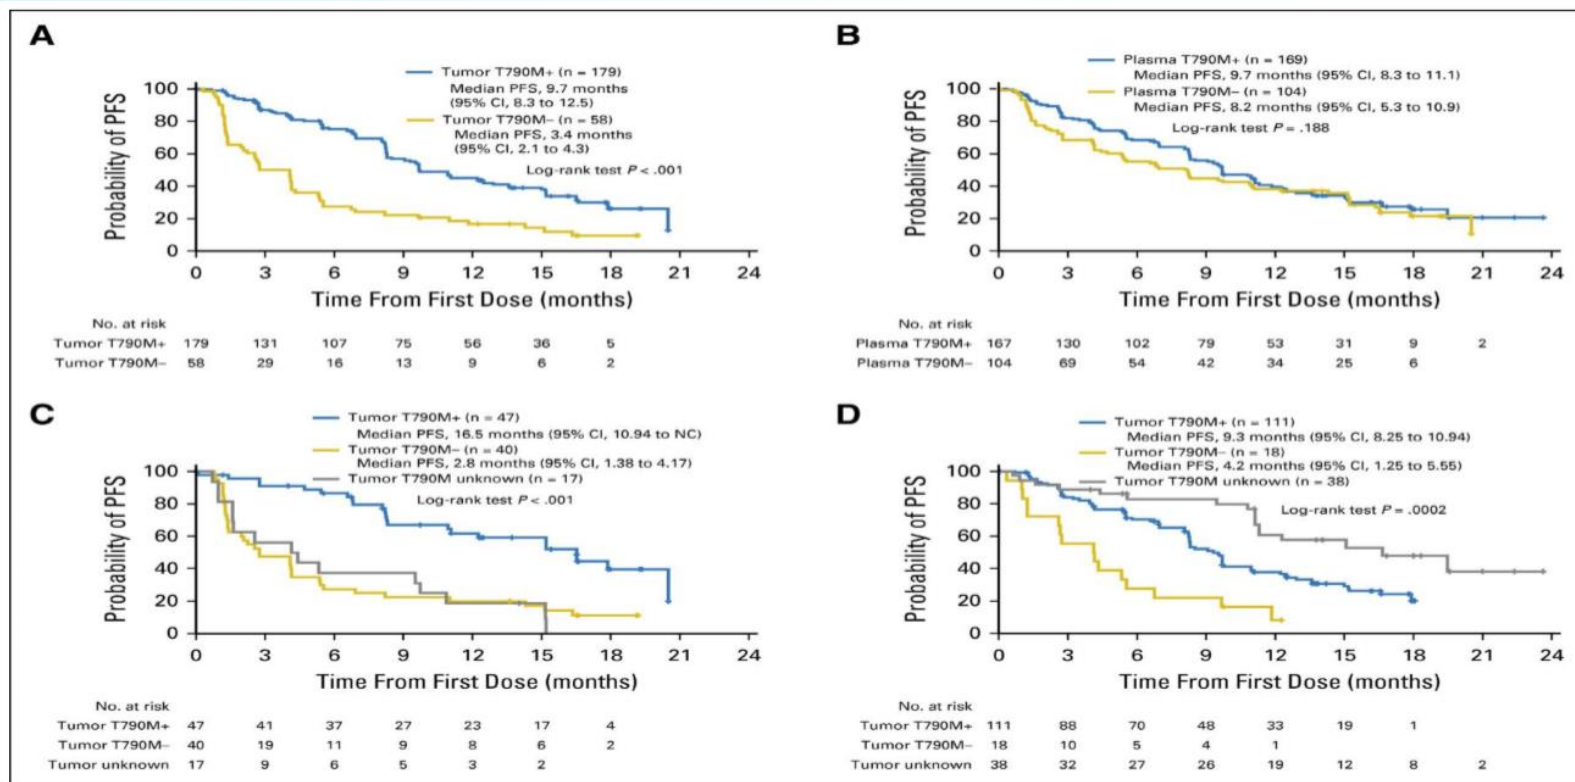 A
Tumor T790M+ (n = 179)
Median PFS, 9.7 months
(95% CI, 8.3 to 12.5)
Tumor T790M– (n = 58)
Median PFS, 3.4 months
(95% CI, 2.1 to 4.3)
Log-rank test P < .001
Probability of PFS
100
80
60
40
20
0
0 3 6 9 12 15 18 21 24
Time From First Dose (months)
No. at risk
Tumor T790M+ 179 131 107 75 56 36 5
Tumor T790M– 58 29 16 13 9 6 2
B
Plasma T790M+ (n = 169)
Median PFS, 9.7 months (95% CI, 8.3 to 11.1)
Plasma T790M– (n = 104)
Median PFS, 8.2 months (95% CI, 5.3 to 10.9)
Log-rank test P = .188
Probability of PFS
100
80
60
40
20
0
0 3 6 9 12 15 18 21 24
Time From First Dose (months)
No. at risk
Plasma T790M+ 167 130 102 79 53 31 9 2
Plasma T790M– 104 69 54 42 34 25 6
C
Tumor T790M+ (n = 47)
Median PFS, 16.5 months (95% CI, 10.94 to NC)
Tumor T790M– (n = 40)
Median PFS, 2.8 months (95% CI, 1.38 to 4.17)
Tumor T790M unknown (n = 17)
Log-rank test P < .001
Probability of PFS
100
80
60
40
20
0
0 3 6 9 12 15 18 21 24
Time From First Dose (months)
No. at risk
Tumor T790M+ 47 41 37 27 23 17 4
Tumor T790M– 40 19 11 9 8 6 2
Tumor unknown 17 9 6 5 3 2
D
Tumor T790M+ (n = 111)
Median PFS, 9.3 months (95% CI, 8.25 to 10.94)
Tumor T790M– (n = 18)
Median PFS, 4.2 months (95% CI, 1.25 to 5.55)
Tumor T790M unknown (n = 38)
Log-rank test P = .0002
Probability of PFS
100
80
60
40
20
0
0 3 6 9 12 15 18 21 24
Time From First Dose (months)
No. at risk
Tumor T790M+ 111 88 70 48 33 19 1
Tumor T790M– 18 10 5 4 1
Tumor unknown 38 32 27 26 19 12 8 2